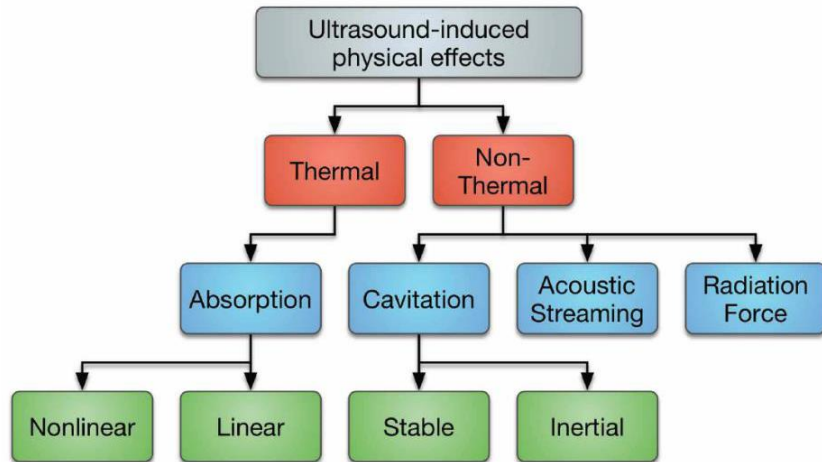 Ultrasound-induced
physical effects
Thermal
Non-
Thermal
Absorption
Cavitation
Acoustic
Streaming
Radiation
Force
Nonlinear
Linear
Stable
Inertial